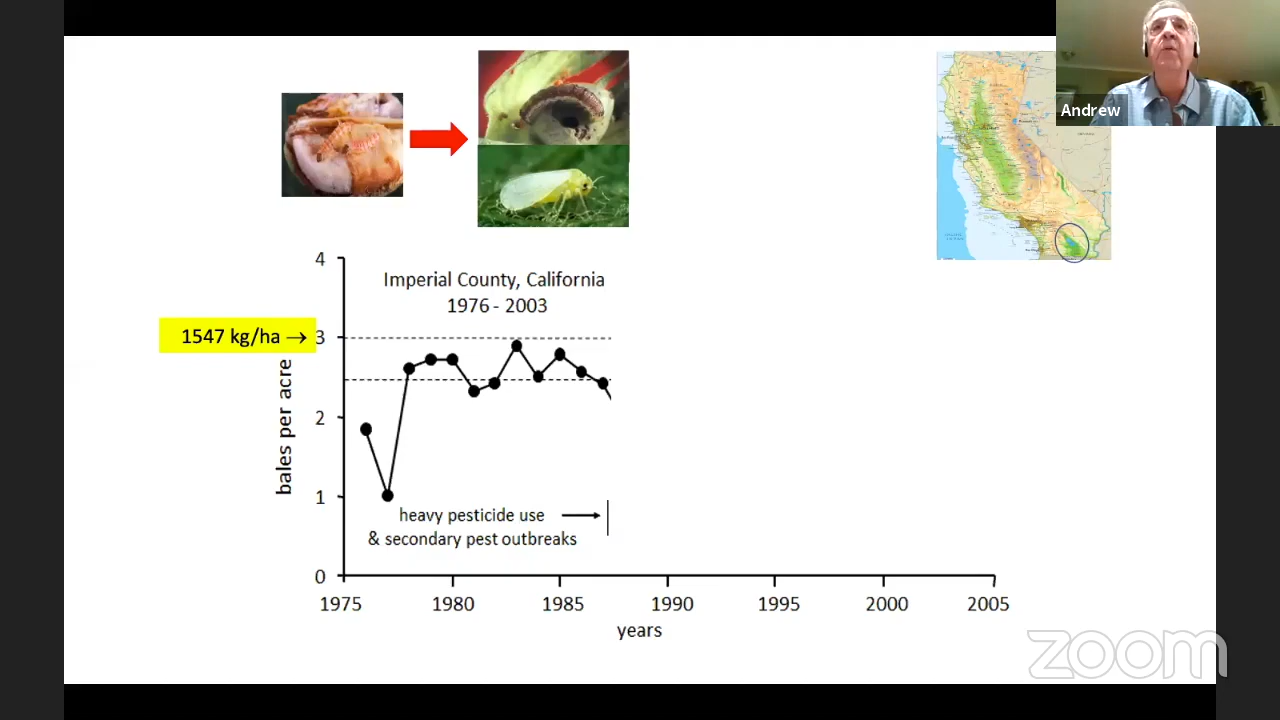 Andrew
4
Imperial County, California
1976 - 2003
1547 kg/ha → 3
bales per acre
2
1
heavy pesticide use
& secondary pest outbreaks
0
1975 1980 1985 1990 1995 2000 2005
years
zoom